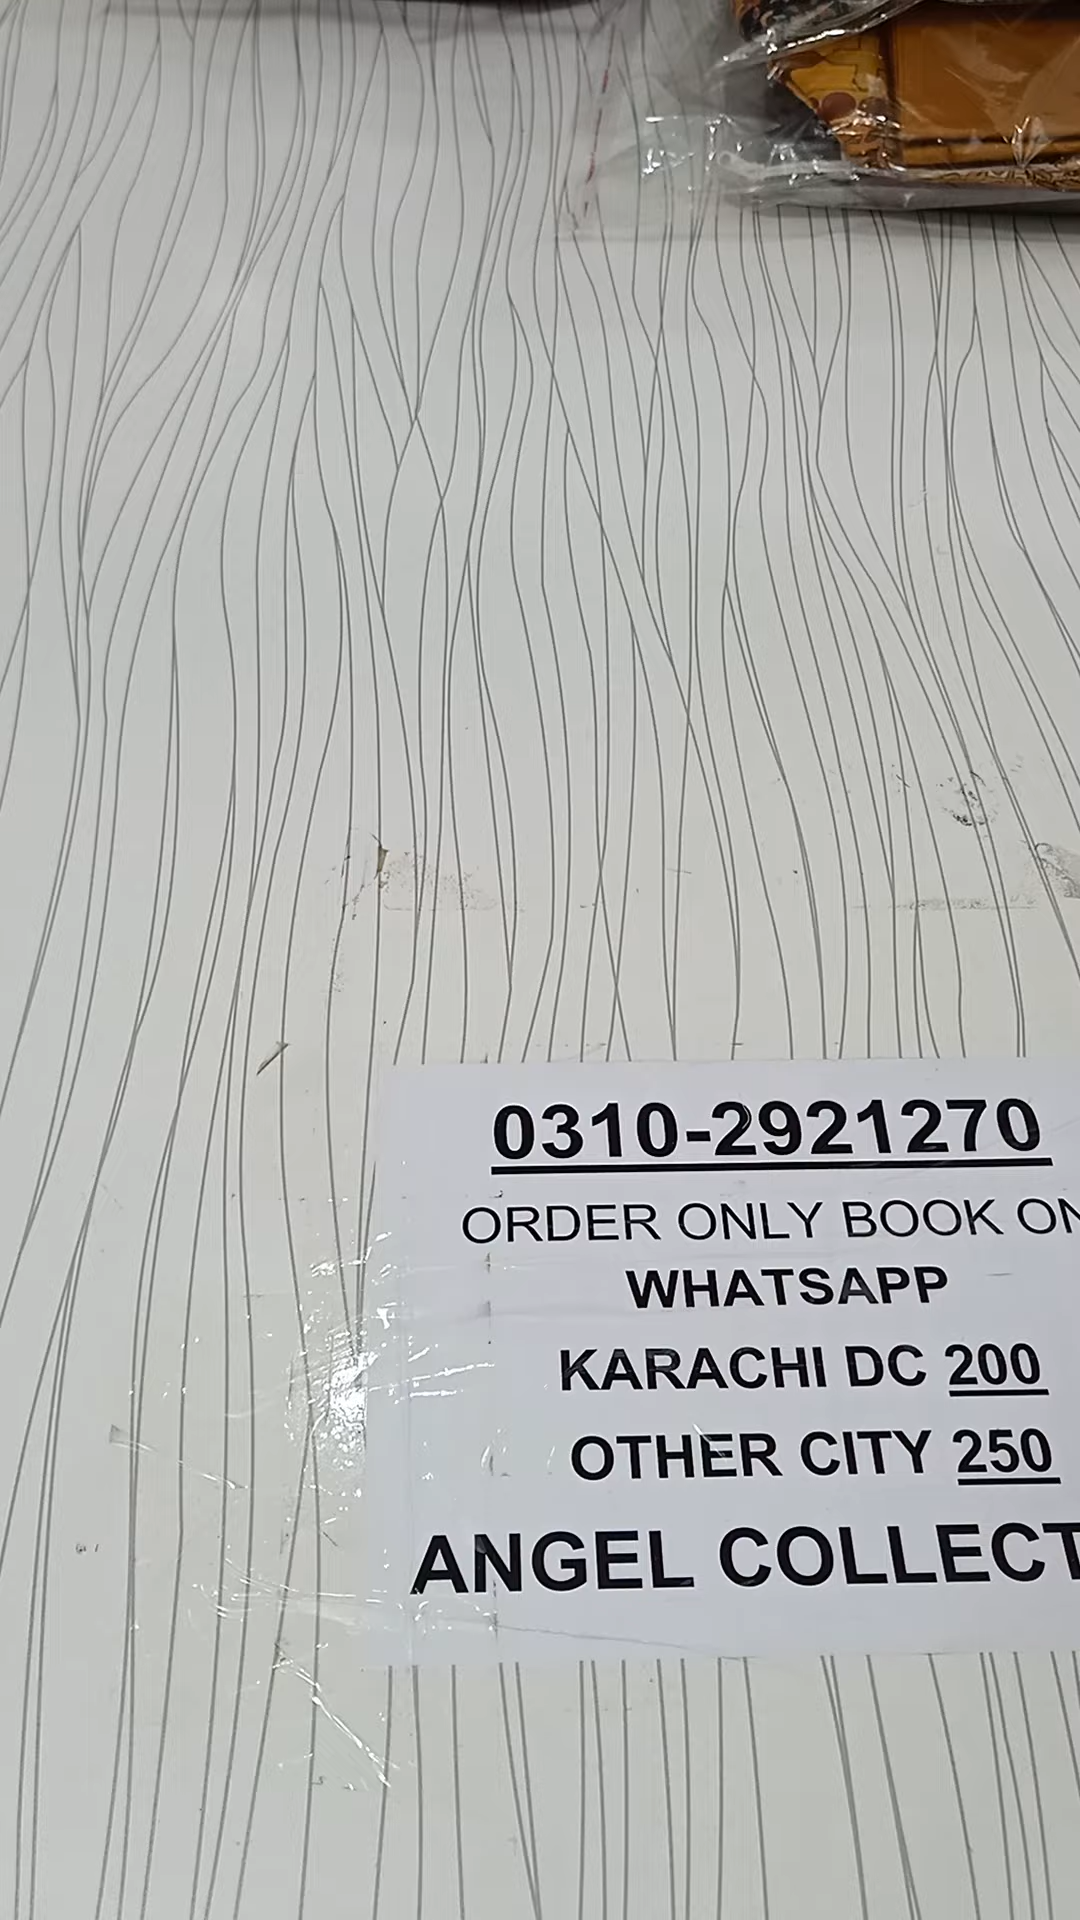 0310-2921270
ORDER ONLY BOOK ON
WHATSAPP
KARACHI DC 200
OTHER CITY 250
ANGEL COLLECT